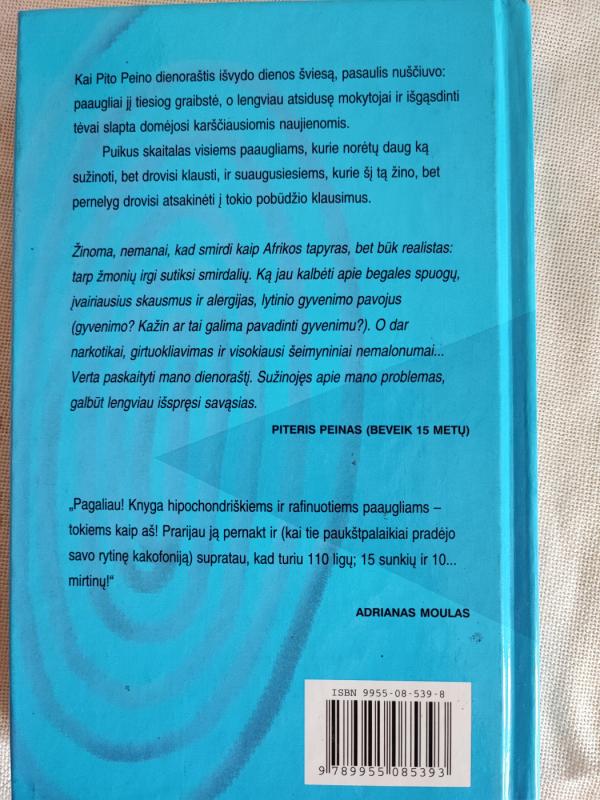 Kai Pito Peino dienoraštis išvydo dienos šviesą, pasaulis nuščiuvo:
paaugliai jį tiesiog graibstė, o lengviau atsidusę mokytojai ir išgąsdinti
tėvai slapta domėjosi karščiausiomis naujienomis.
Puikus skaitalas visiems paaugliams, kurie norėtų daug ką
sužinoti, bet drovisi klausti, ir suaugusiesiems, kurie šį tą žino, bet
pernelyg drovisi atsakinėti į tokio pobūdžio klausimus.
Žinoma, nemanai, kad smirdi kaip Afrikos tapyras, bet būk realistas:
tarp žmonių irgi sutiksi smirdalių. Ką jau kalbėti apie begales spuogų,
įvairiausius skausmus ir alergijas, lytinio gyvenimo pavojus
(gyvenimo? Kažin ar tai galima pavadinti gyvenimu?). O dar
narkotikai, girtuokliavimas ir visokiausi šeimyniniai nemalonumai...
Verta paskaityti mano dienoraštį. Sužinojęs apie mano problemas,
galbūt lengviau išspręsi savąsias.
PITERIS PEINAS (BEVEIK 15 METŲ)
„Pagaliau! Knyga hipochondriškiems ir rafinuotiems paaugliams –
tokiems kaip aš! Prarijau ją pernakt ir (kai tie paukštpalaikiai pradėjo
savo rytinę kakofoniją) supratau, kad turiu 110 ligų; 15 sunkių ir 10...
mirtinų!“
ADRIANAS MOULAS
ISBN 9955-08-539-8
9 789955 085393